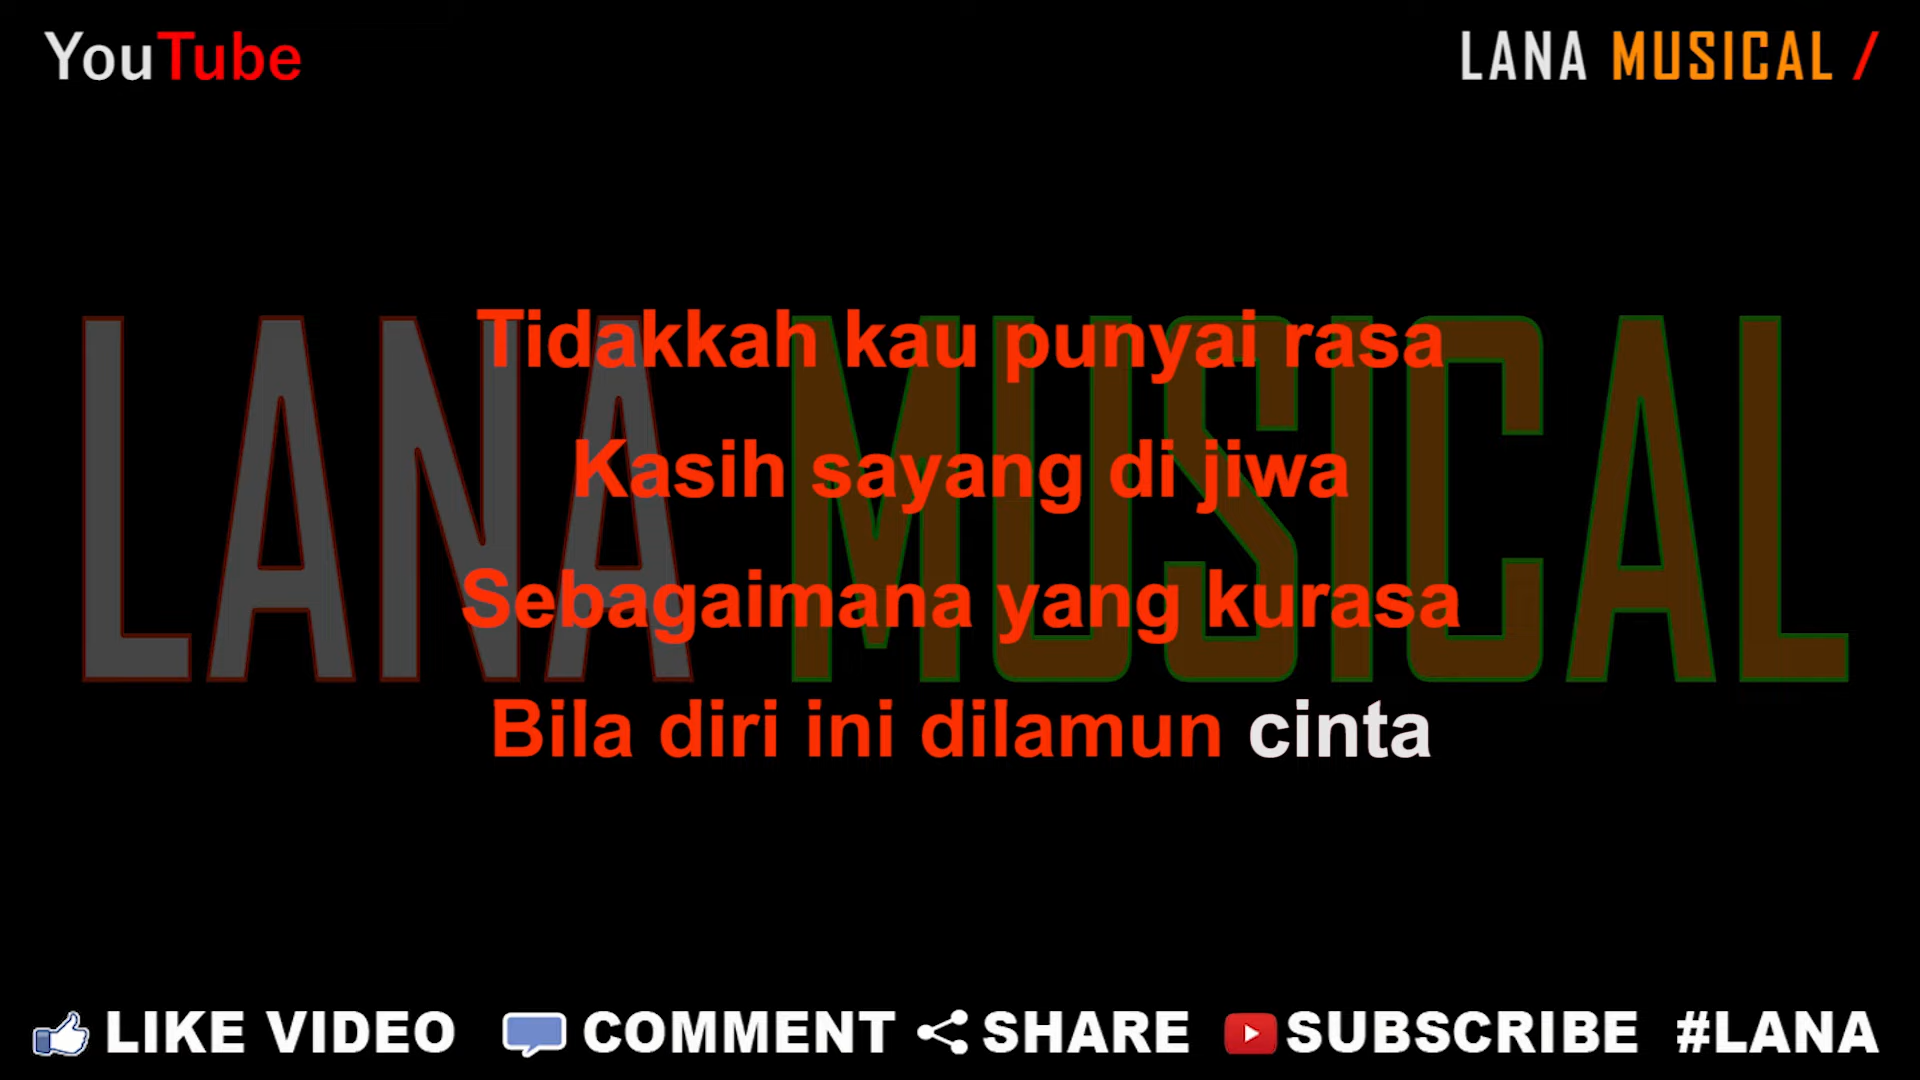 YouTube
LANA MUSICAL /
LANA MUSICAL
Tidakkah kau punyai rasa
Kasih sayang di jiwa
Sebagaimana yang kurasa
Bila diri ini dilamun cinta
LIKE VIDEO COMMENT SHARE SUBSCRIBE #LANA